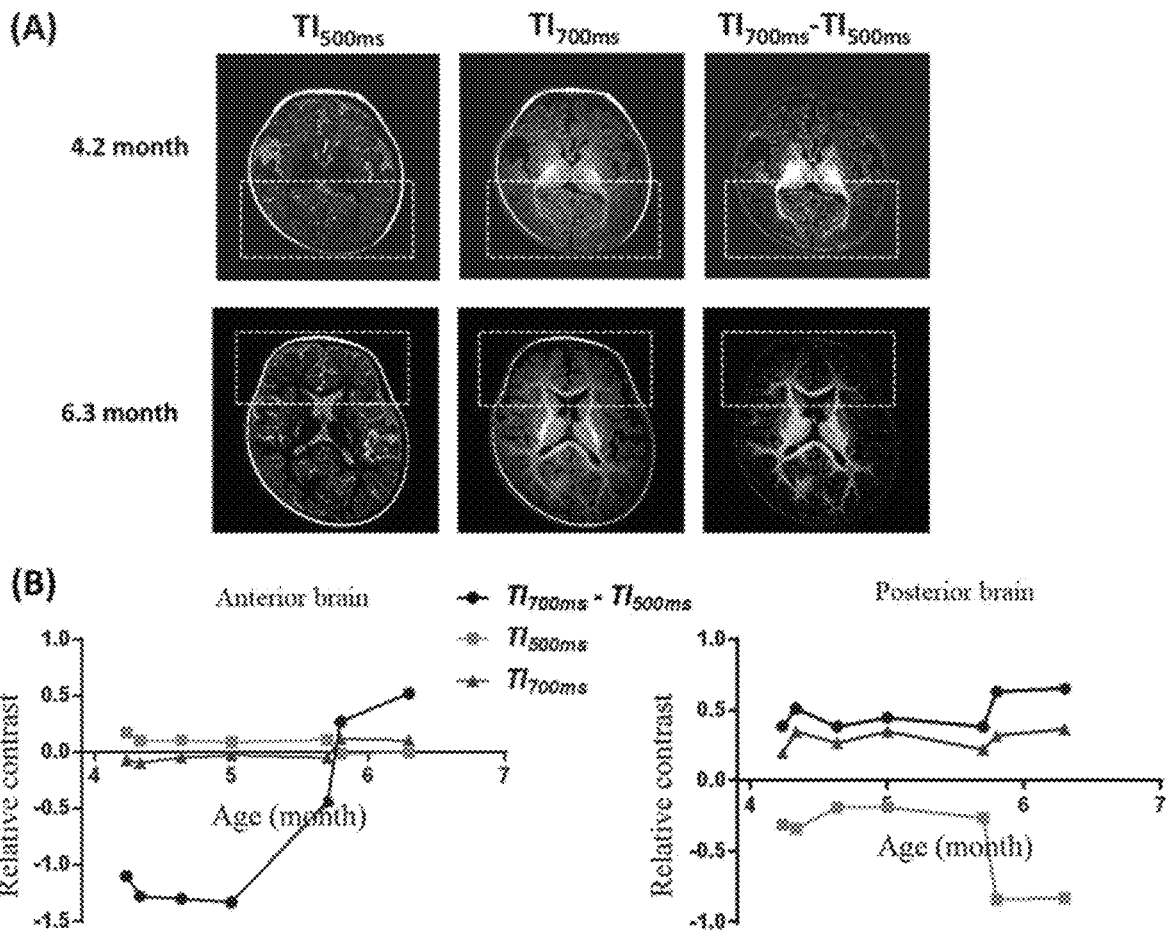 (A)
TI500ms TI700ms TI700ms-TI500ms
4.2 month
6.3 month
(B)
Anterior brain
TI700ms - TI500ms
TI500ms
TI700ms
Posterior brain
Relative contrast
1.0
0.5
0.0
-0.5
-1.0
-1.5
4 5 6 7
Age (month)
Relative contrast
1.0
0.5
0.0
-0.5
-1.0
4 5 6 7
Age (month)